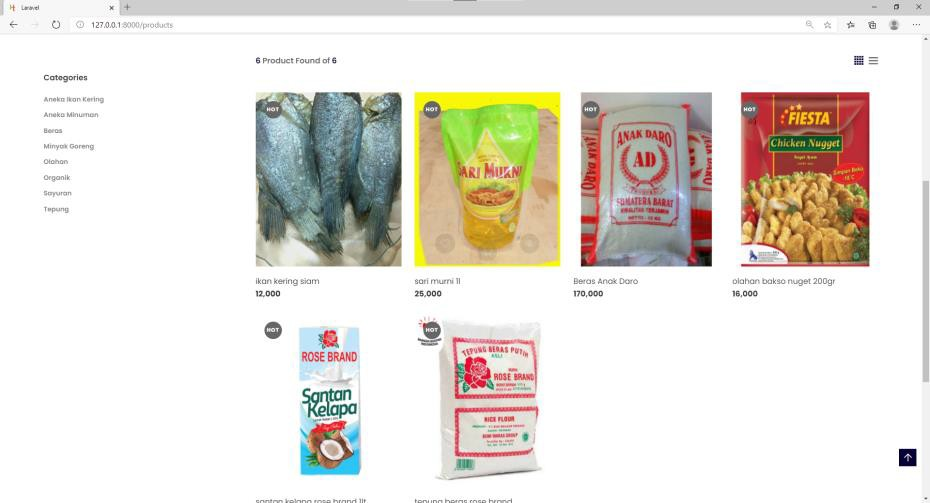 Laravel
127.0.0.1:8000/products
6 Product Found of 6
Categories
Aneka Ikan Kering
Aneka Minuman
Beras
Minyak Goreng
Olahan
Organik
Sayuran
Tepung
HOT
HOT
SARI MURNI
HOT
ANAK DARO
AD
SUMATERA BARAT
HOT
FIESTA
Chicken Nugget
ikan kering siam
12,000
sari murni 1l
25,000
Beras Anak Daro
170,000
olahan bakso nuget 200gr
16,000
HOT
ROSE BRAND
Santan
Kelapa
HOT
TEPUNG BERAS PUTIH
ASLI
ROSE BRAND
RICE FLOUR
santan kelapa rose brand 1lt
tepung beras rose brand